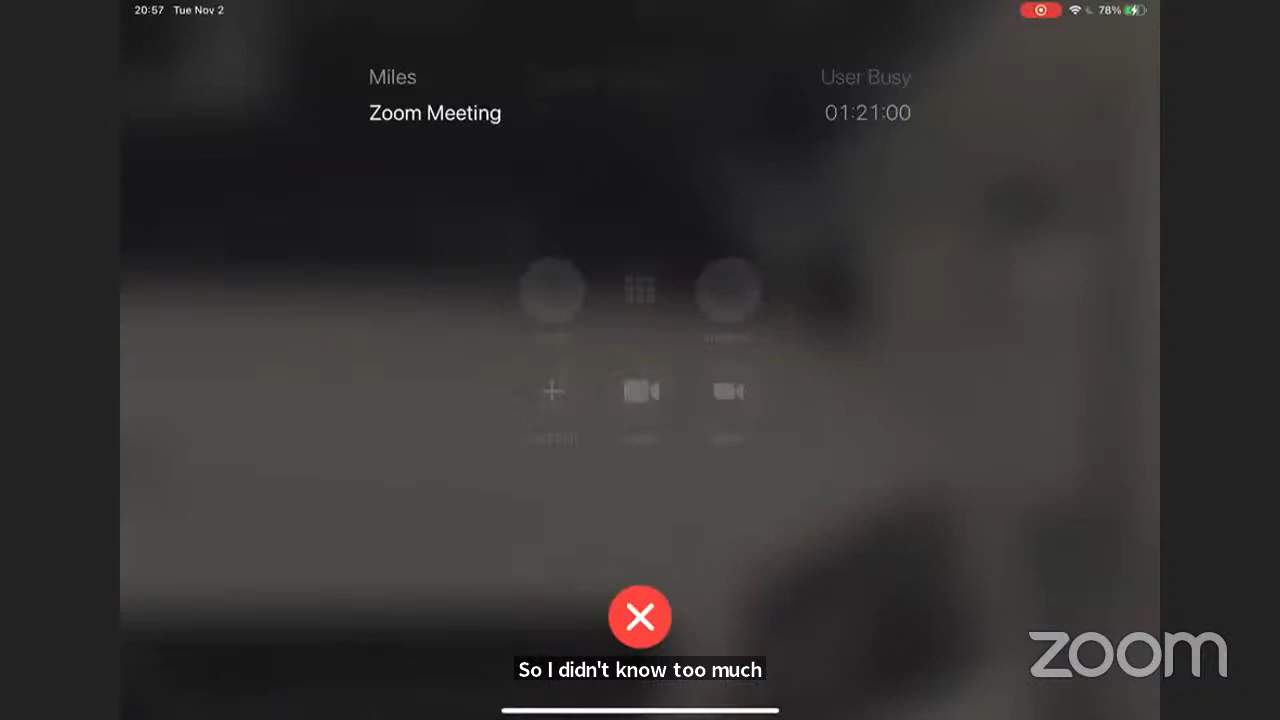 20:57 Tue Nov 2 78%
Miles User Busy
Zoom Meeting 01:21:00
So I didn't know too much
zoom